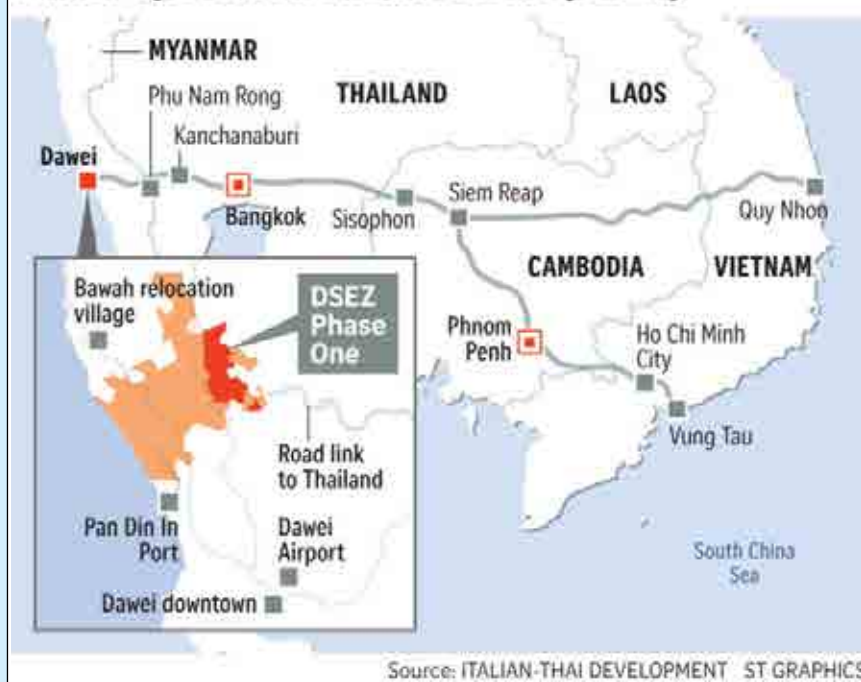 MYANMAR
Phu Nam Rong
THAILAND
LAOS
Kanchanaburi
Dawei
Bangkok
Sisophon
Siem Reap
Quy Nhon
CAMBODIA
VIETNAM
Bawah relocation
village
DSEZ
Phase
One
Phnom
Penh
Ho Chi Minh
City
Vung Tau
Road link
to Thailand
Pan Din In
Port
Dawei
Airport
Dawei downtown
South China
Sea
Source: ITALIAN-THAI DEVELOPMENT ST GRAPHICS